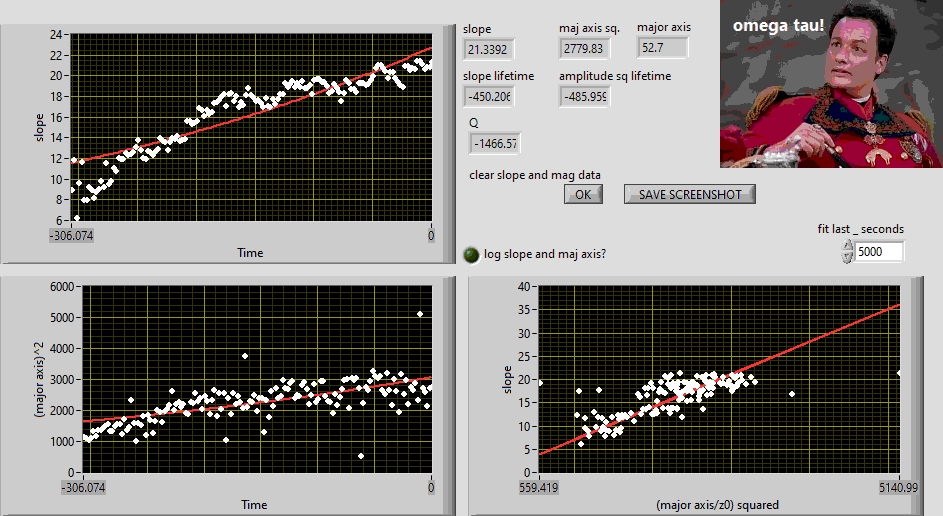 omega tau!
slope
maj axis sq.
major axis
21.3392
2779.83
52.7
slope lifetime
amplitude sq lifetime
-450.206
-485.959
Q
-1466.57
clear slope and mag data
OK
SAVE SCREENSHOT
fit last _ seconds
5000
log slope and maj axis?
24
22
20
18
16
14
12
10
8
6
slope
-306.074
0
Time
6000
5000
4000
3000
2000
1000
0
(major axis)^2
-306.074
0
Time
40
35
30
25
20
15
10
5
0
slope
559.419
5140.99
(major axis/z0) squared